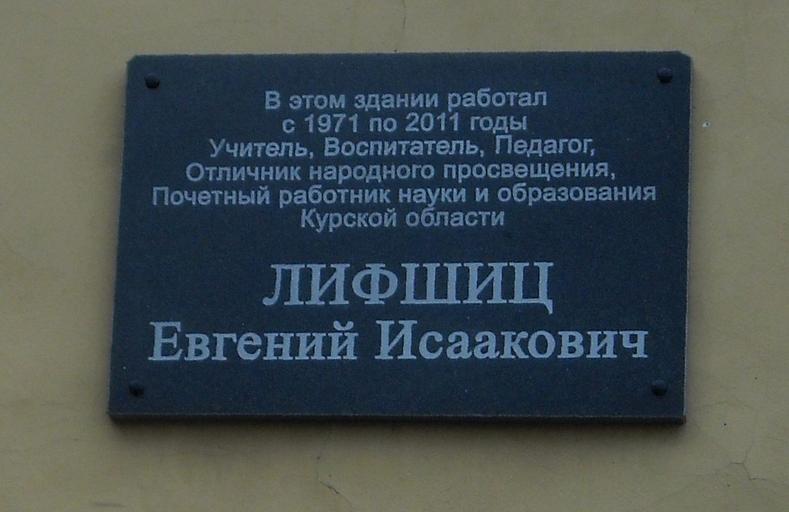 В этом здании работал
с 1971 по 2011 годы
Учитель, Воспитатель, Педагог,
Отличник народного просвещения,
Почетный работник науки и образования
Курской области
ЛИФШИЦ
Евгений Исаакович